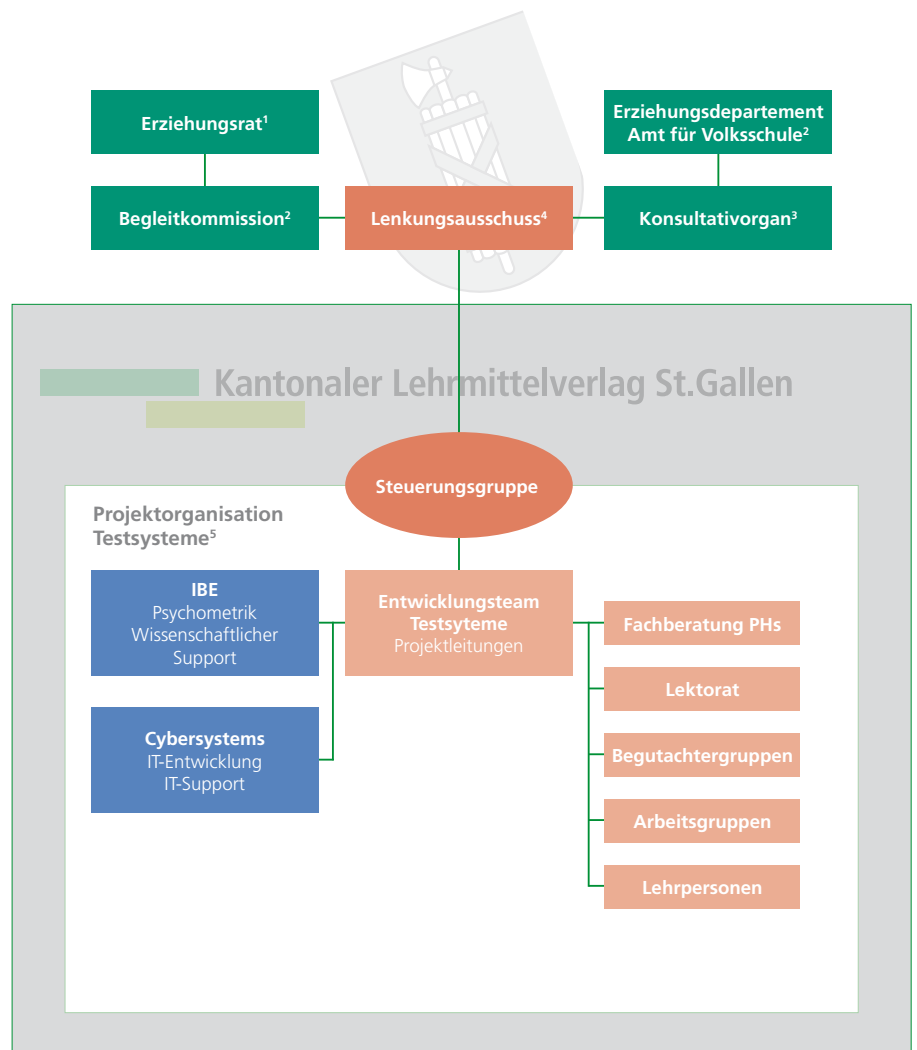 Erziehungsrat¹
Erziehungsdepartement
Amt für Volksschule²
Begleitkommission²
Lenkungsausschuss⁴
Konsultativorgan³
Kantonaler Lehrmittelverlag St.Gallen
Steuerungsgruppe
Projektorganisation
Testsysteme⁵
IBE
Psychometrik
Wissenschaftlicher
Support
Entwicklungsteam
Testsyteme
Projektleitungen
Fachberatung PHs
Lektorat
Cybersystems
IT-Entwicklung
IT-Support
Begutachtergruppen
Arbeitsgruppen
Lehrpersonen